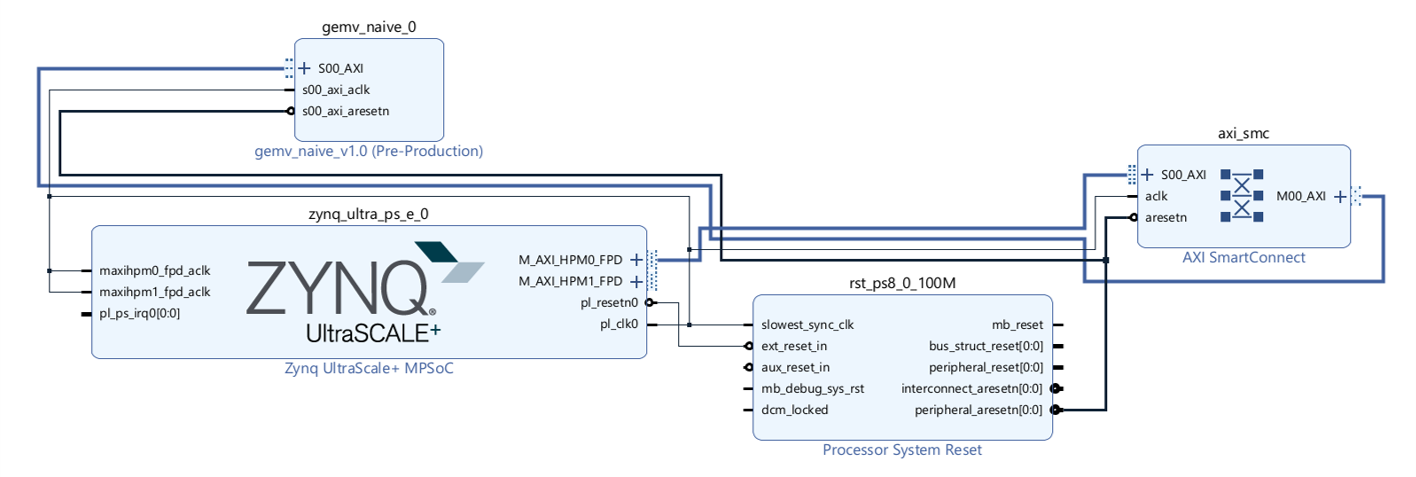 gemv_naive_0
S00_AXI
s00_axi_aclk
s00_axi_aresetn
gemv_naive_v1.0 (Pre-Production)
axi_smc
S00_AXI
aclk
aresetn
M00_AXI
AXI SmartConnect
zynq_ultra_ps_e_0
maxihpm0_fpd_aclk
maxihpm1_fpd_aclk
pl_ps_irq0[0:0]
ZYNQ®
UltraSCALE+
M_AXI_HPM0_FPD
M_AXI_HPM1_FPD
pl_resetn0
pl_clk0
Zynq UltraScale+ MPSoC
rst_ps8_0_100M
slowest_sync_clk
ext_reset_in
aux_reset_in
mb_debug_sys_rst
dcm_locked
mb_reset
bus_struct_reset[0:0]
peripheral_reset[0:0]
interconnect_aresetn[0:0]
peripheral_aresetn[0:0]
Processor System Reset